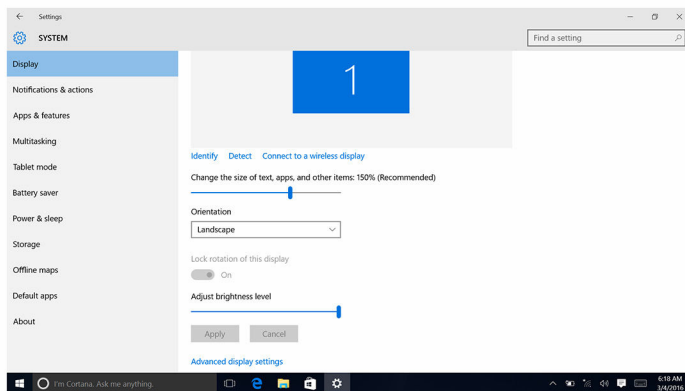 Settings
SYSTEM
Find a setting
Display
Notifications & actions
Apps & features
Multitasking
Tablet mode
Battery saver
Power & sleep
Storage
Offline maps
Default apps
About
1
Identify Detect Connect to a wireless display
Change the size of text, apps, and other items: 150% (Recommended)
Orientation
Landscape
Lock rotation of this display
On
Adjust brightness level
Apply Cancel
Advanced display settings
I'm Cortana. Ask me anything.
6:18 AM
3/4/2016